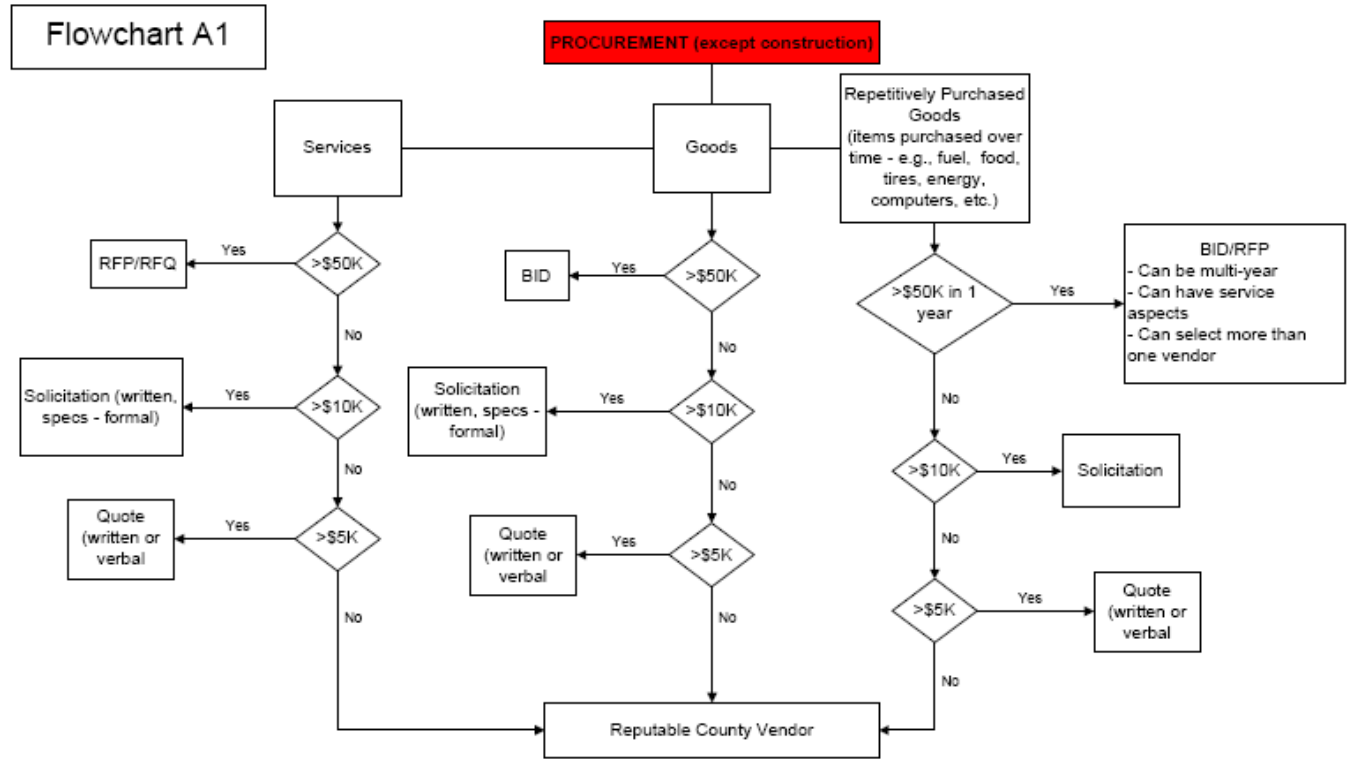 Flowchart A1
PROCUREMENT (except construction)
Services
Goods
Repetitively Purchased
Goods
(items purchased over
time - e.g., fuel, food,
tires, energy,
computers, etc.)
RFP/RFQ
Yes
>$50K
BID
Yes
>$50K
>$50K in 1
year
Yes
BID/RFP
- Can be multi-year
- Can have service
aspects
- Can select more than
one vendor
No
No
No
Solicitation (written,
specs - formal)
Yes
>$10K
Solicitation
(written, specs -
formal)
Yes
>$10K
>$10K
Yes
Solicitation
No
No
No
Quote
(written or
verbal
Yes
>$5K
Quote
(written or
verbal
Yes
>$5K
>$5K
Yes
Quote
(written or
verbal
No
No
No
Reputable County Vendor